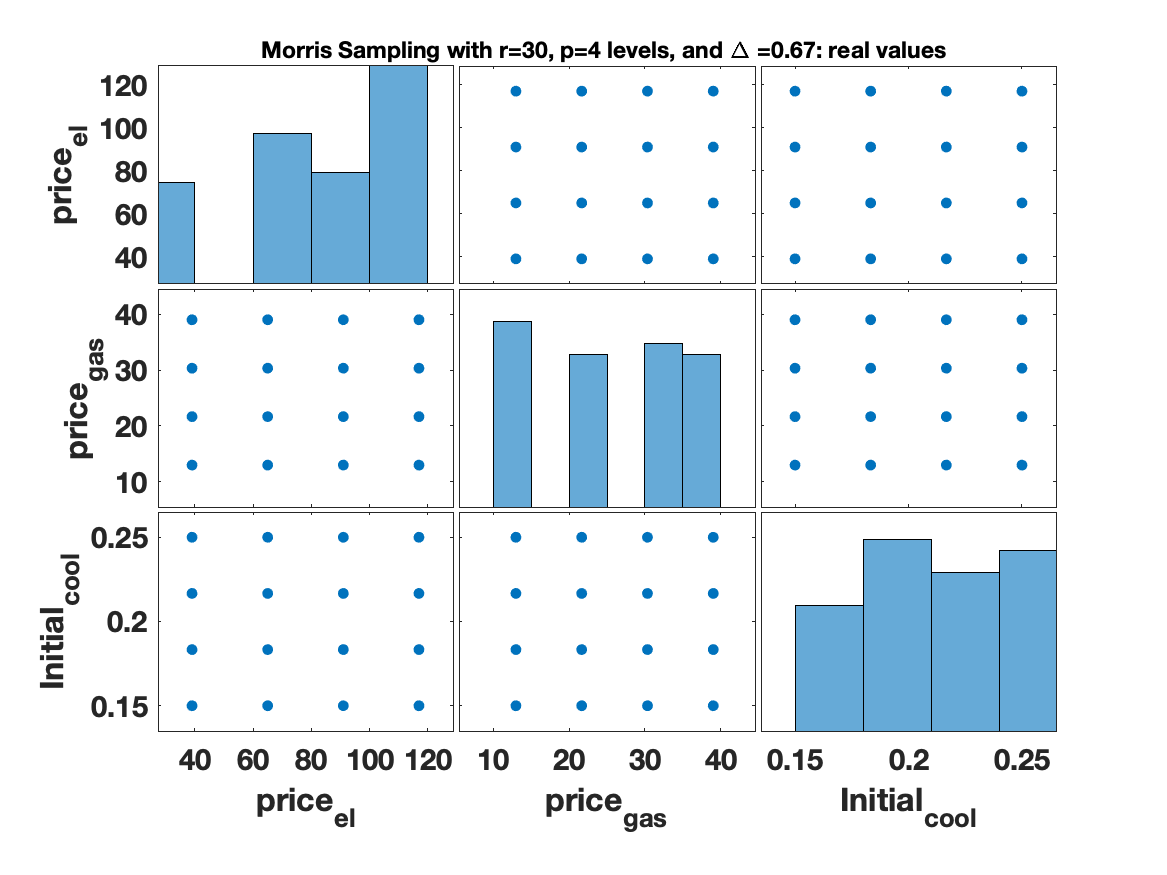 Morris Sampling with r=30, p=4 levels, and △ =0.67: real values
120
100
80
60
40
price_el
40
30
20
10
price_gas
0.25
0.2
0.15
Initial_cool
40 60 80 100 120
10 20 30 40
0.15 0.2 0.25
price_el
price_gas
Initial_cool